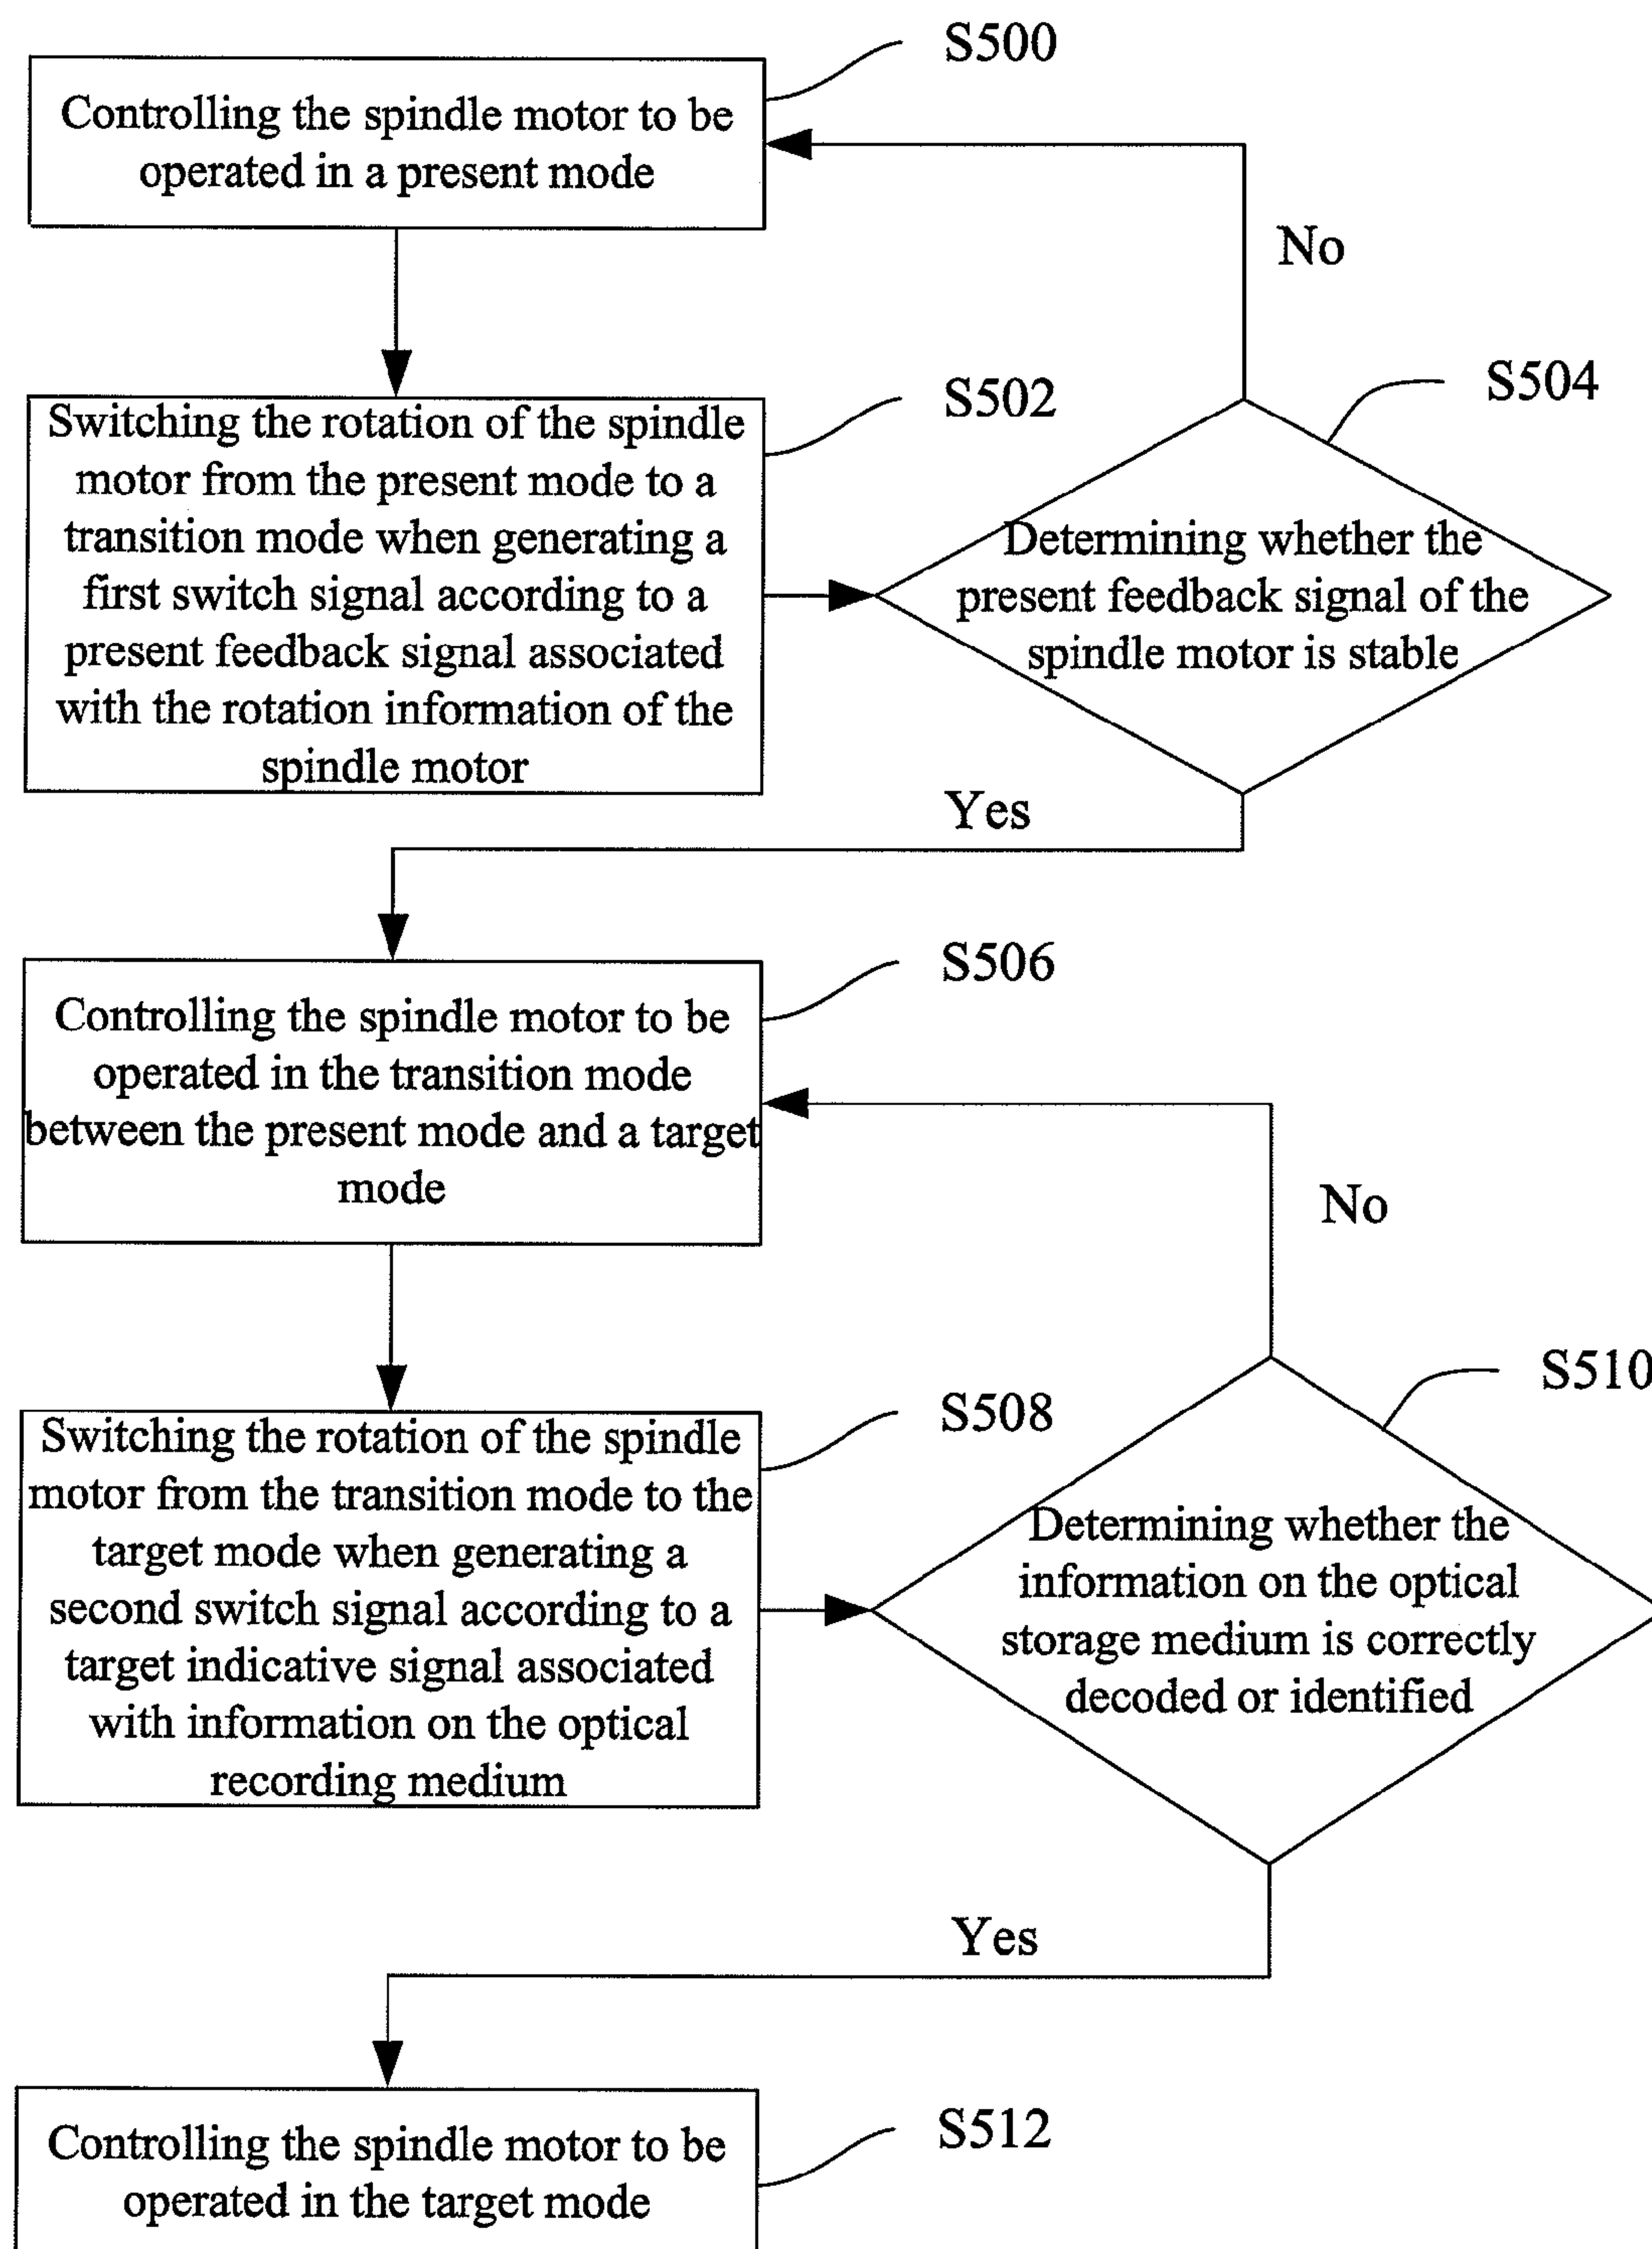 S500
Controlling the spindle motor to be
operated in a present mode
No
S502
S504
Switching the rotation of the spindle
motor from the present mode to a
transition mode when generating a
first switch signal according to a
present feedback signal associated
with the rotation information of the
spindle motor
Determining whether the
present feedback signal of the
spindle motor is stable
Yes
S506
Controlling the spindle motor to be
operated in the transition mode
between the present mode and a target
mode
No
S508
S510
Switching the rotation of the spindle
motor from the transition mode to the
target mode when generating a
second switch signal according to a
target indicative signal associated
with information on the optical
recording medium
Determining whether the
information on the optical
storage medium is correctly
decoded or identified
Yes
S512
Controlling the spindle motor to be
operated in the target mode